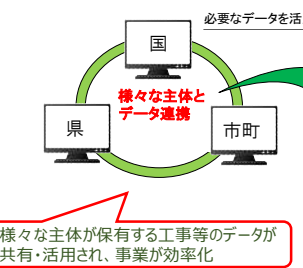 必要なデータを活
国
様々な主体と
データ連携
県
市町
様々な主体が保有する工事等のデータが
共有・活用され、事業が効率化